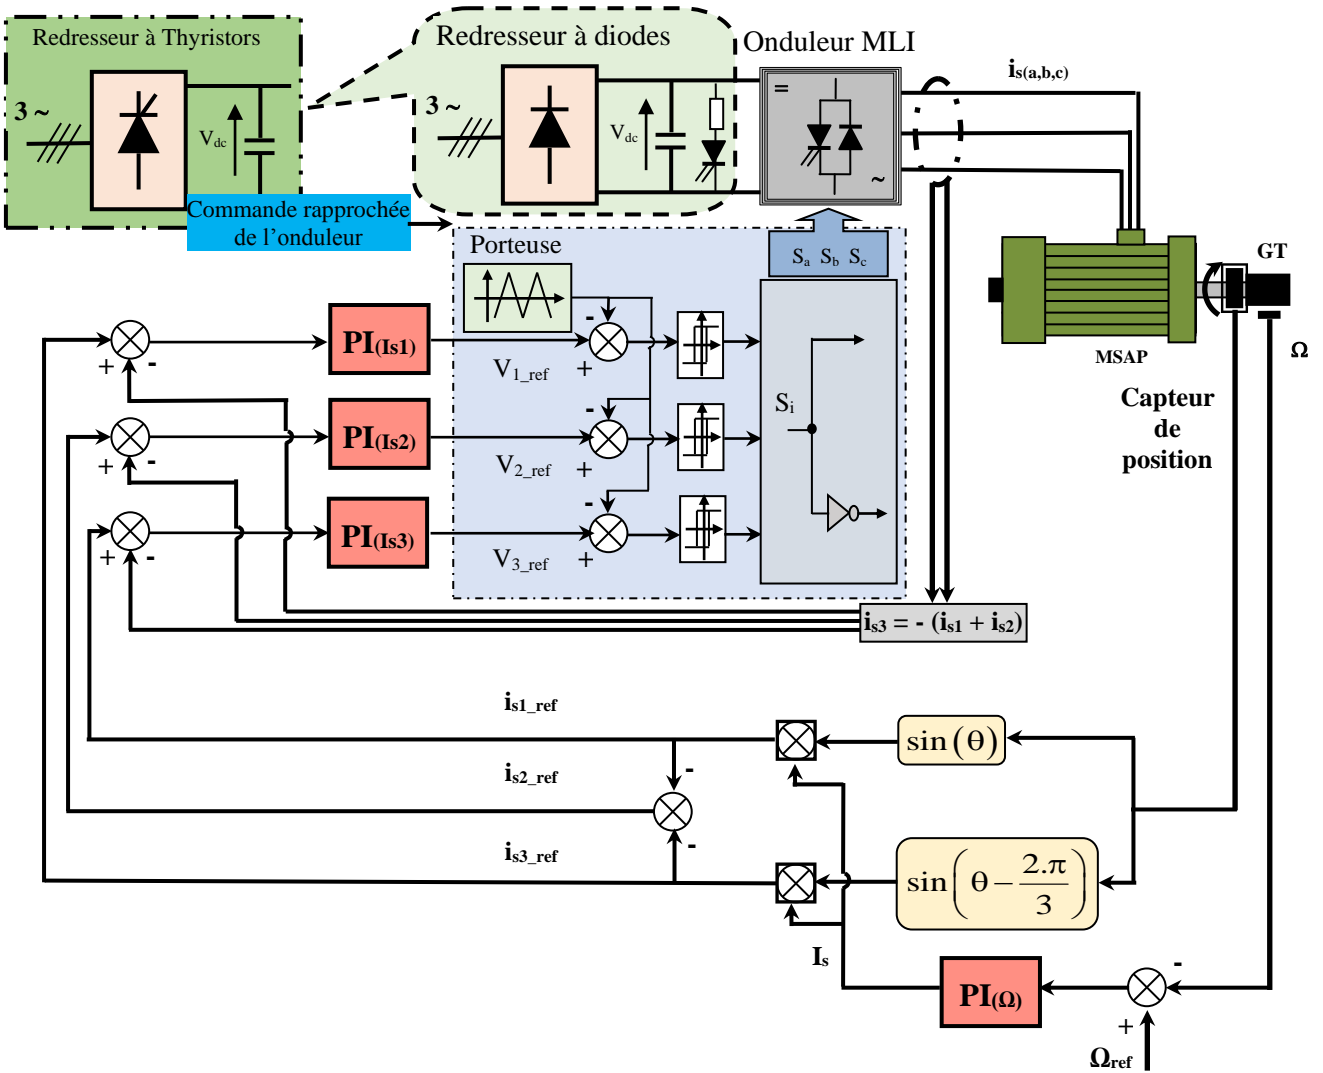 Redresseur à Thyristors
3 ~
Vdc
Redresseur à diodes
3 ~
Vdc
Onduleur MLI
=
~
is(a,b,c)
Commande rapprochée
de l’onduleur
Porteuse
Sa Sb Sc
GT
MSAP
Ω
Capteur
de
position
PI(Is1)
V1_ref
+
-
-
+
Si
PI(Is2)
V2_ref
+
-
-
+
PI(Is3)
V3_ref
+
-
-
+
is3 = - (is1 + is2)
is1_ref
sin (θ)
-
is2_ref
-
is3_ref
sin(θ − 2.π/3)
Is
PI(Ω)
-
+
Ωref